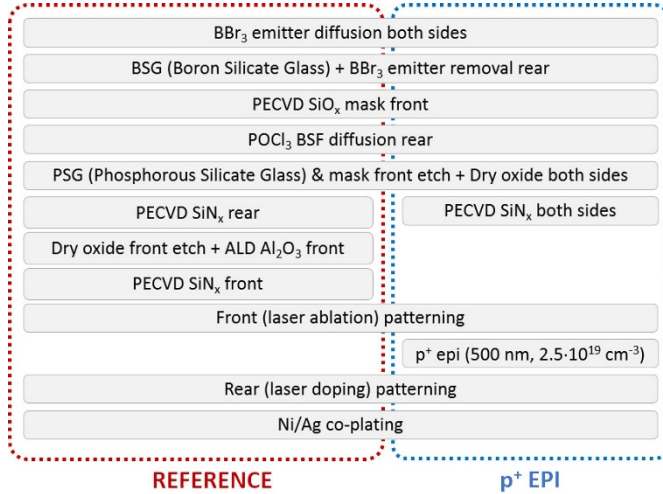 BBr₃ emitter diffusion both sides
BSG (Boron Silicate Glass) + BBr₃ emitter removal rear
PECVD SiOₓ mask front
POCl₃ BSF diffusion rear
PSG (Phosphorous Silicate Glass) & mask front etch + Dry oxide both sides
PECVD SiNₓ rear
PECVD SiNₓ both sides
Dry oxide front etch + ALD Al₂O₃ front
PECVD SiNₓ front
Front (laser ablation) patterning
p⁺ epi (500 nm, 2.5·10¹⁹ cm⁻³)
Rear (laser doping) patterning
Ni/Ag co-plating
REFERENCE
p⁺ EPI